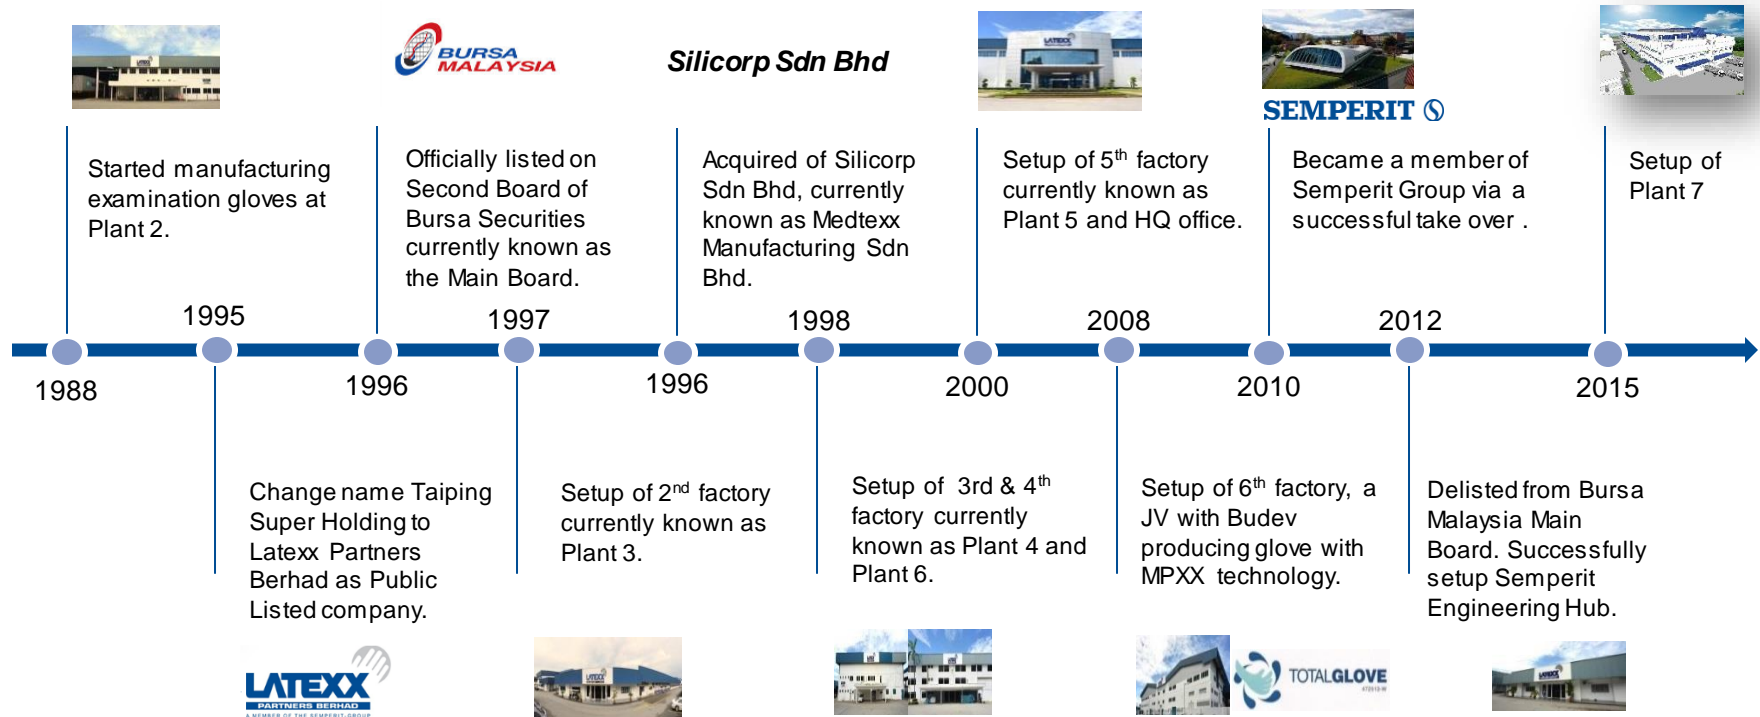 BURSA
MALAYSIA
Silicorp Sdn Bhd
LATEXX
SEMPERIT
Started manufacturing
examination gloves at
Plant 2.
Officially listed on
Second Board of
Bursa Securities
currently known as
the Main Board.
Acquired of Silicorp
Sdn Bhd, currently
known as Medtexx
Manufacturing Sdn
Bhd.
Setup of 5th factory
currently known as
Plant 5 and HQ office.
Became a member of
Semperit Group via a
successful take over .
Setup of
Plant 7
1995
1997
1998
2008
2012
1988
1996
1996
2000
2010
2015
Change name Taiping
Super Holding to
Latexx Partners
Berhad as Public
Listed company.
Setup of 2nd factory
currently known as
Plant 3.
Setup of 3rd & 4th
factory currently
known as Plant 4 and
Plant 6.
Setup of 6th factory, a
JV with Budev
producing glove with
MPXX technology.
Delisted from Bursa
Malaysia Main
Board. Successfully
setup Semperit
Engineering Hub.
LATEXX
PARTNERS BERHAD
A MEMBER OF THE SEMPERIT-GROUP
TOTALGLOVE